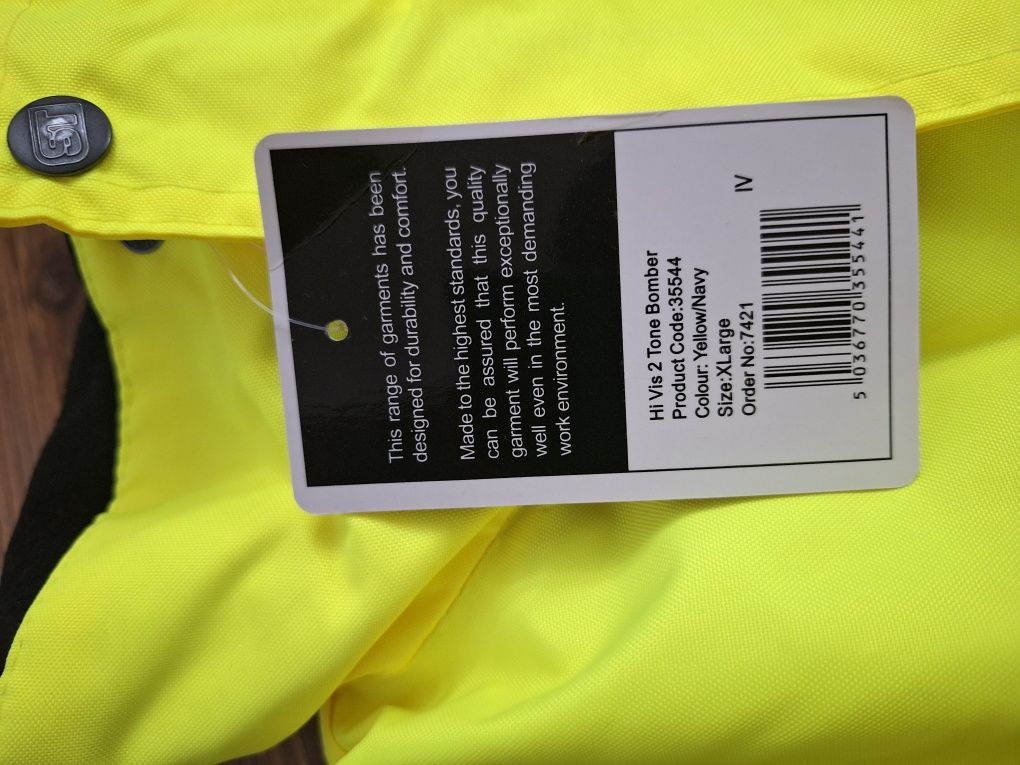 This range of garments has been
designed for durability and comfort.
Made to the highest standards, you
can be assured that this quality
garment will perform exceptionally
well even in the most demanding
work environment.
Hi Vis 2 Tone Bomber
Product Code:35544
Colour: Yellow/Navy
Size:XLarge
Order No:7421 IV
5 036770 355441